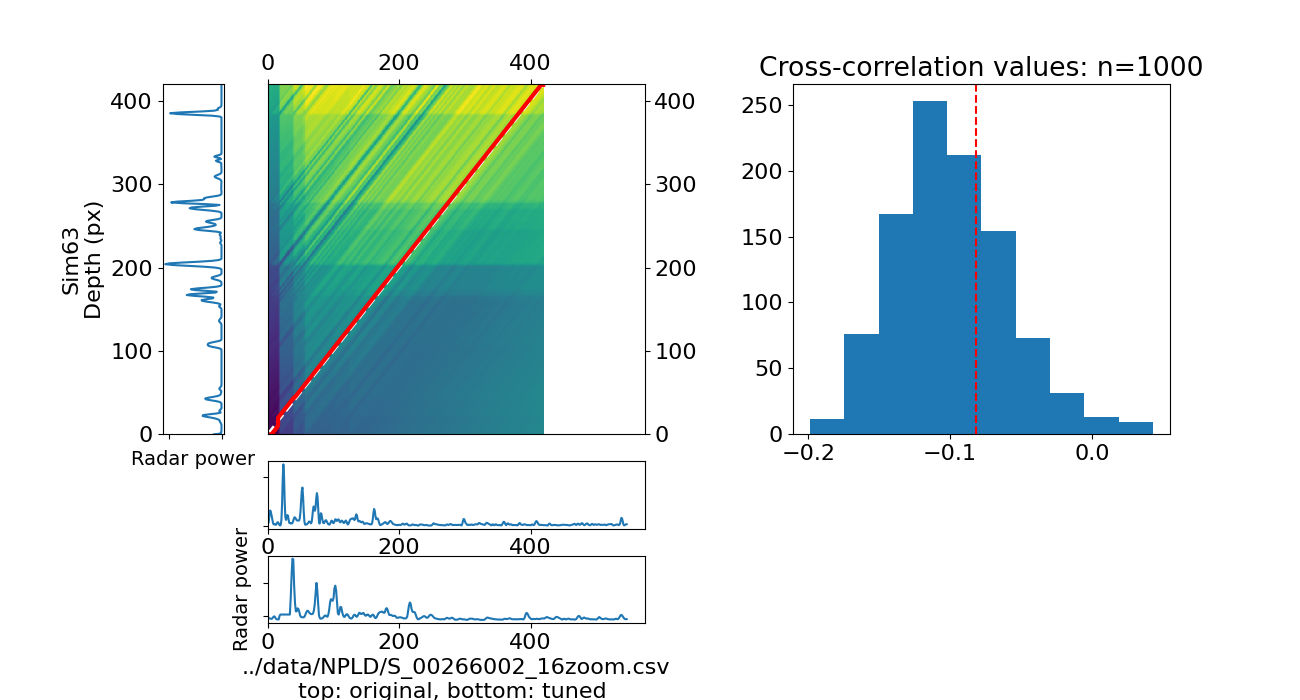 0 200 400
Cross-correlation values: n=1000
400
300
200
100
0
Sim63
Depth (px)
Radar power
400
300
200
100
0
250
200
150
100
50
0
−0.2 −0.1 0.0
0 200 400
Radar power
0 200 400
../data/NPLD/S_00266002_16zoom.csv
top: original, bottom: tuned